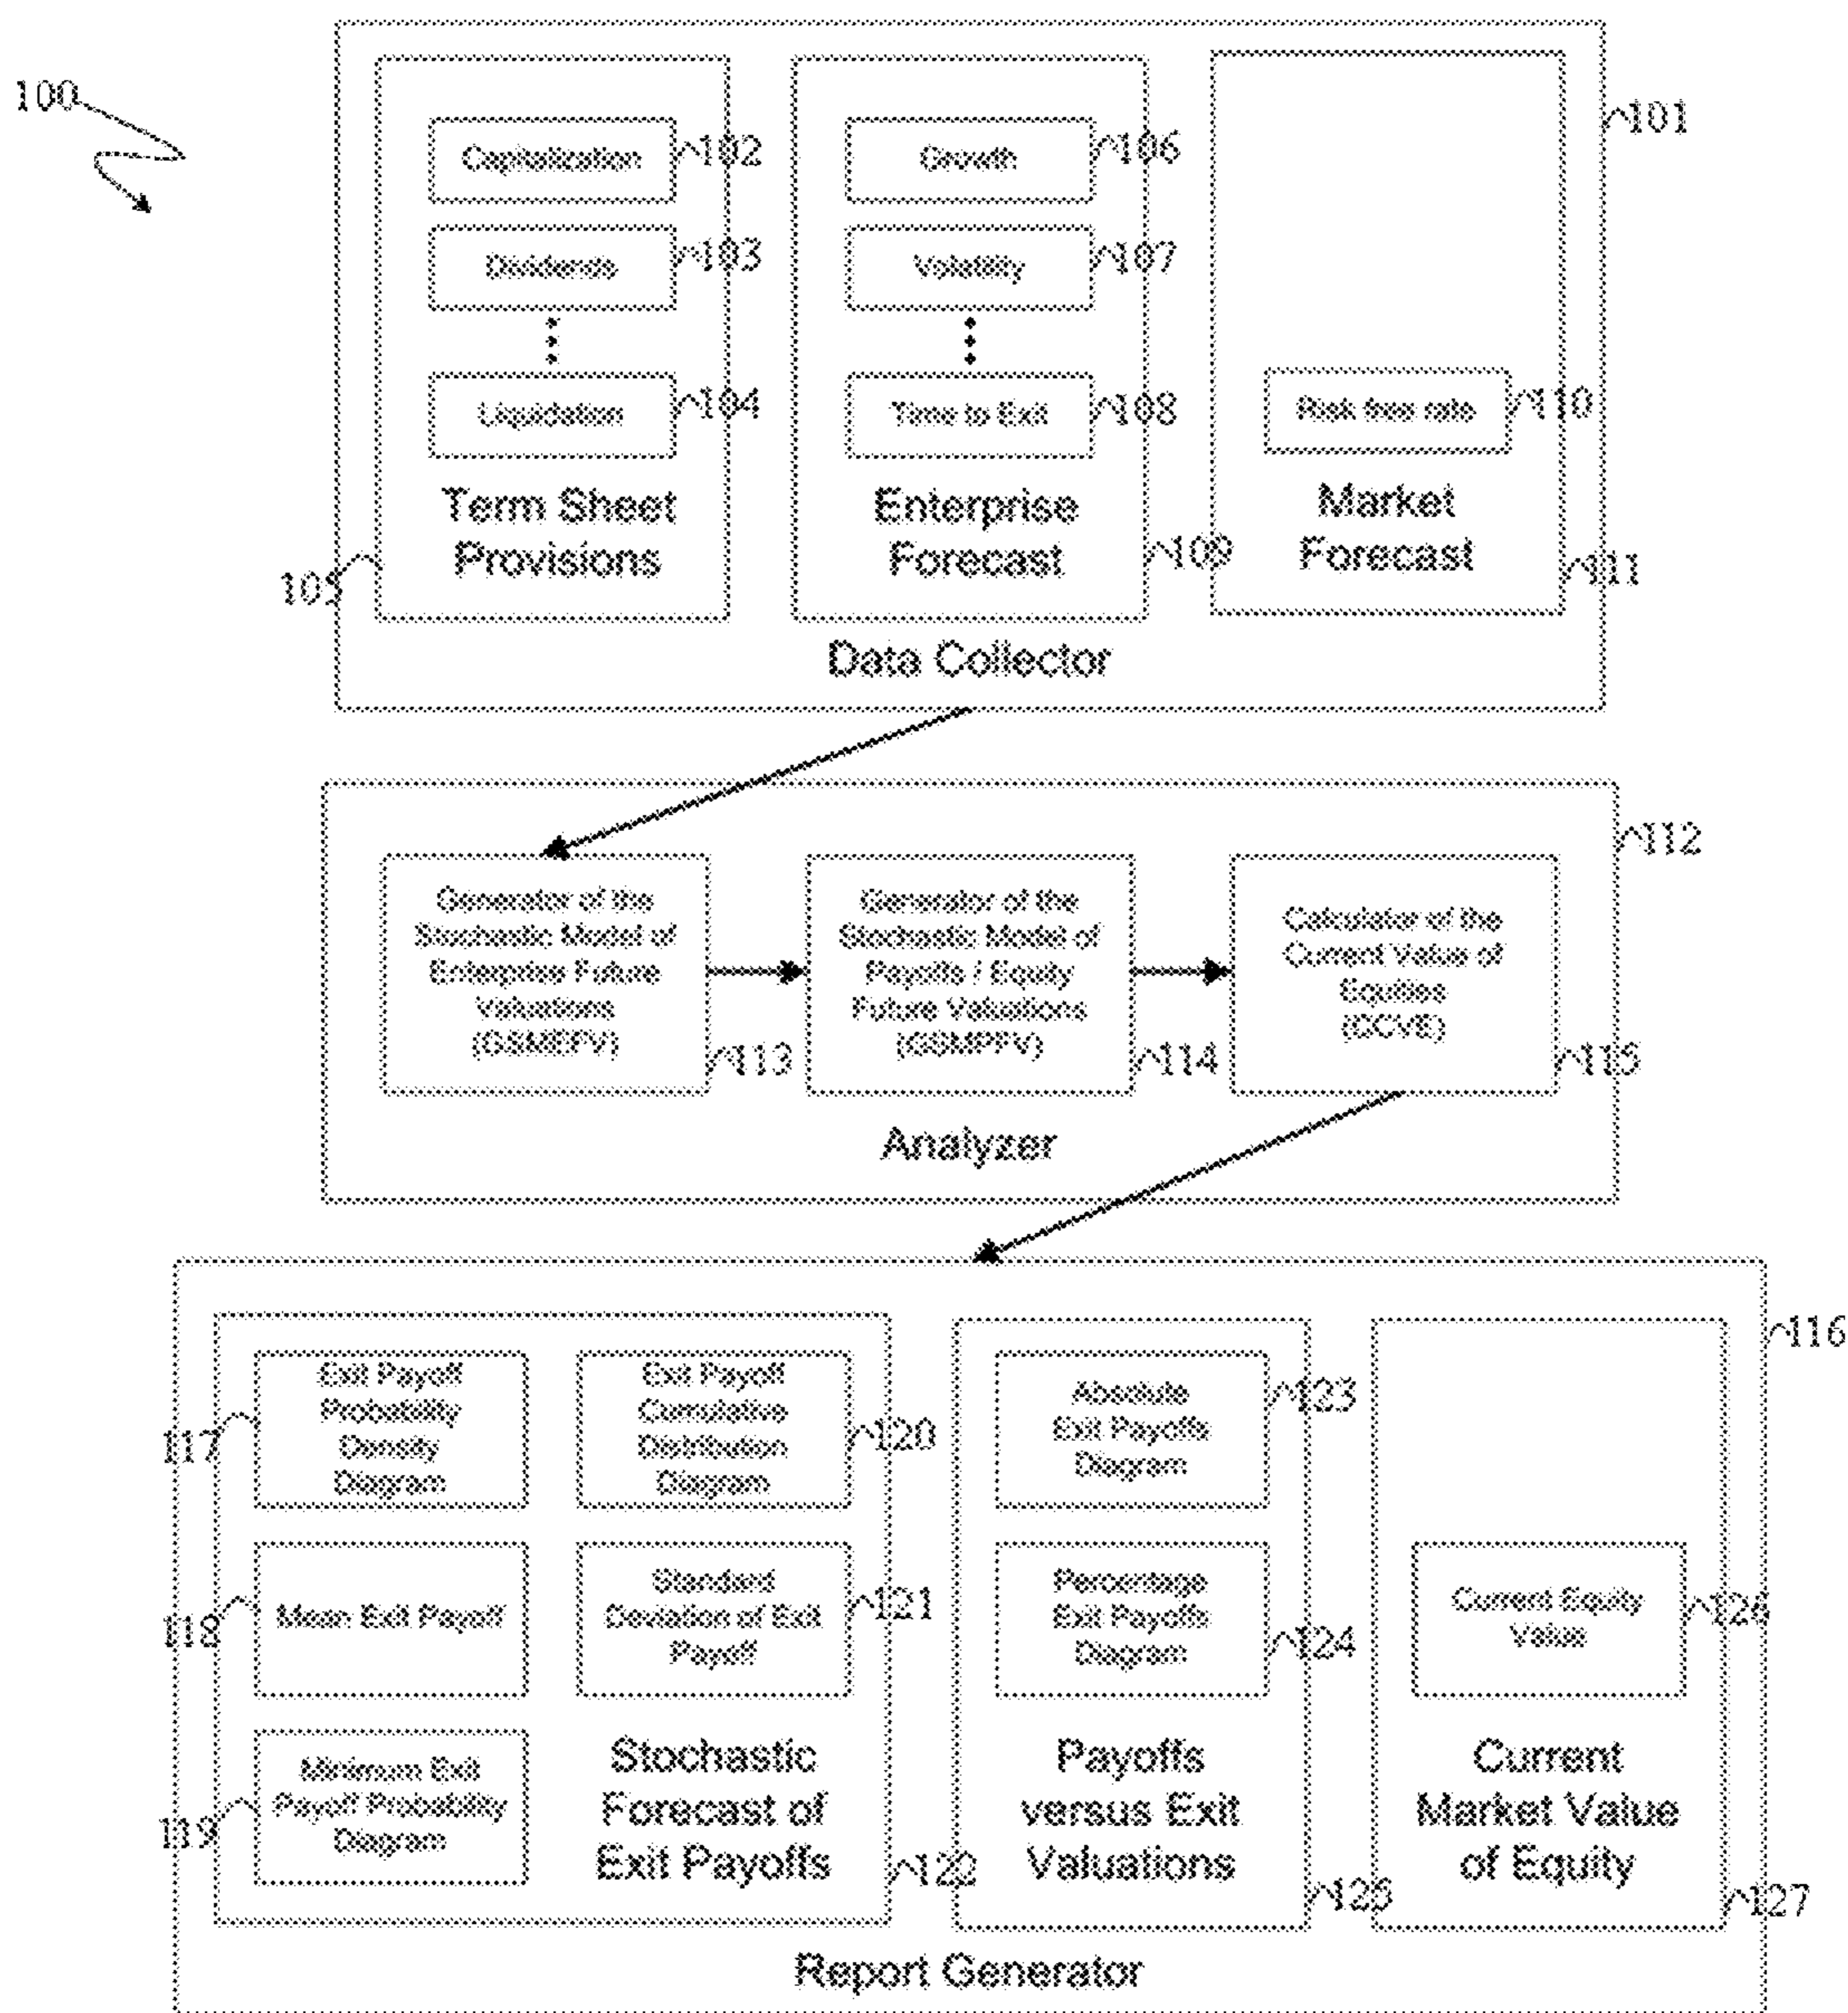 100
101
Capitalization
102
Dividends
103
Liquidation
104
Term Sheet
Provisions
105
Growth
106
Volatility
107
Time to Exit
108
Enterprise
Forecast
109
Risk free rate
110
Market
Forecast
111
Data Collector
112
Generator of the
Stochastic Model of
Enterprise Future
Valuations
(GSMEFV)
113
Generator of the
Stochastic Model of
Payoffs / Equity
Future Valuations
(GSMPFV)
114
Calculator of the
Current Value of
Equities
(CCVE)
115
Analyzer
116
Exit Payoff
Probability
Density
Diagram
117
Exit Payoff
Cumulative
Distribution
Diagram
120
Mean Exit Payoff
118
Standard
Deviation of Exit
Payoff
121
Minimum Exit
Payoff Probability
Diagram
119
Stochastic
Forecast of
Exit Payoffs
122
Absolute
Exit Payoffs
Diagram
123
Percentage
Exit Payoffs
Diagram
124
Payoffs
versus Exit
Valuations
125
Current Equity
Value
126
Current
Market Value
of Equity
127
Report Generator